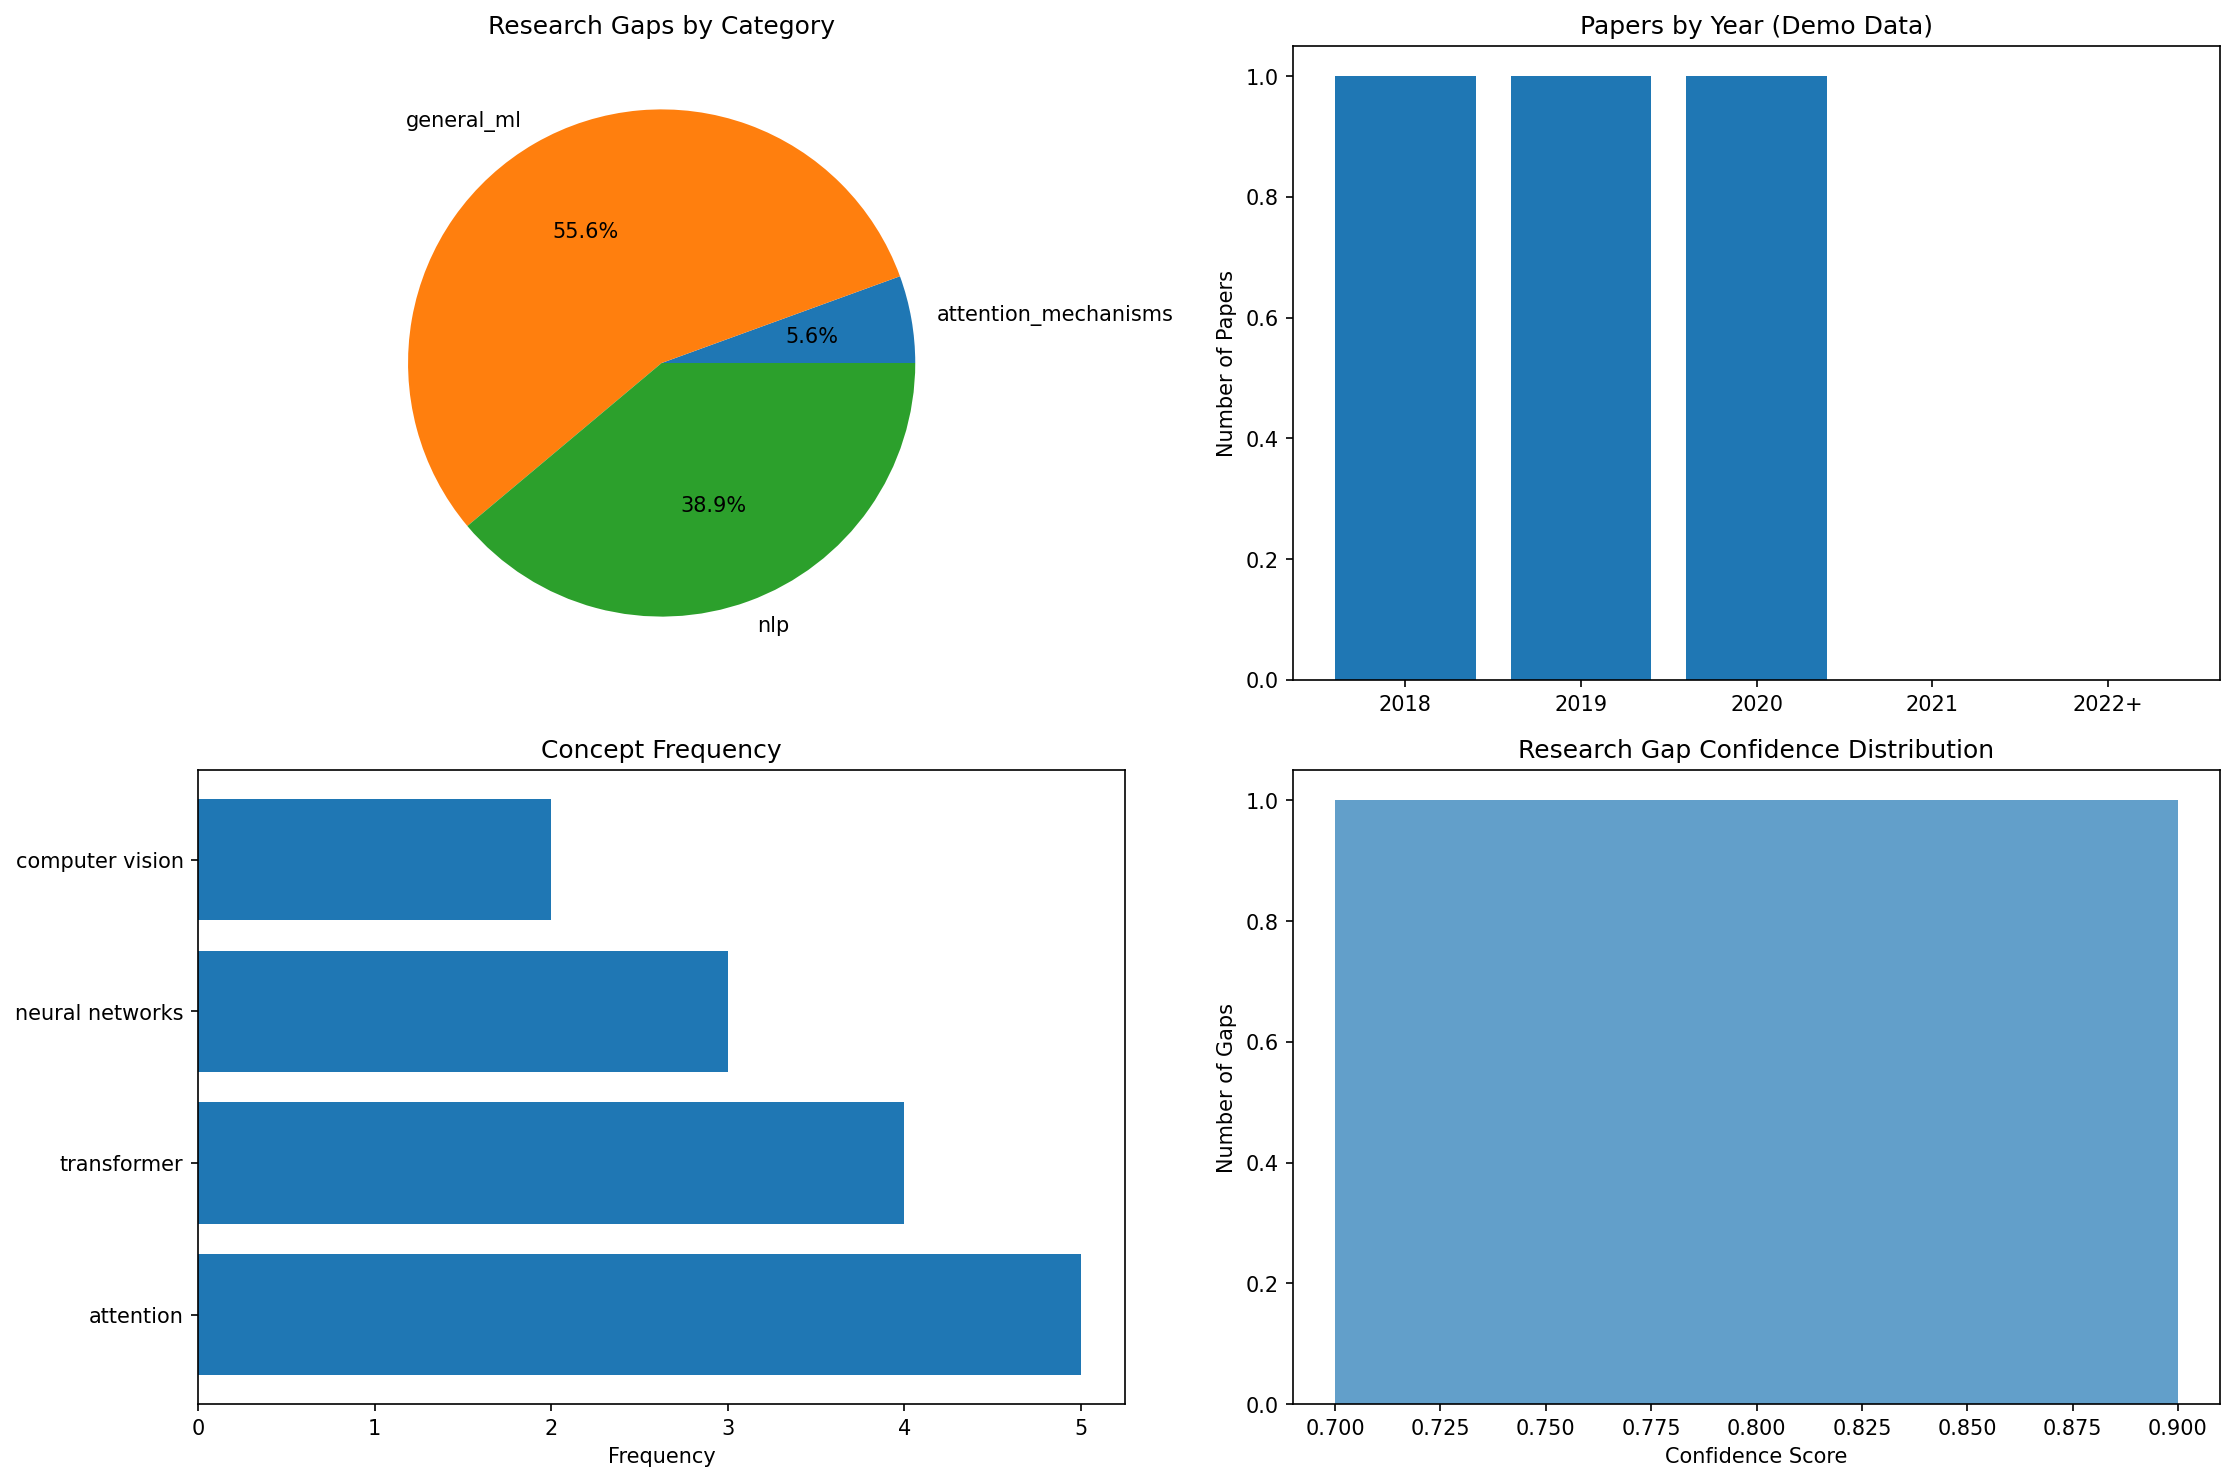 Research Gaps by Category
general_ml
55.6%
attention_mechanisms
5.6%
38.9%
nlp
Papers by Year (Demo Data)
Number of Papers
1.0
0.8
0.6
0.4
0.2
0.0
2018 2019 2020 2021 2022+
Concept Frequency
computer vision
neural networks
transformer
attention
0 1 2 3 4 5
Frequency
Research Gap Confidence Distribution
Number of Gaps
1.0
0.8
0.6
0.4
0.2
0.0
0.700 0.725 0.750 0.775 0.800 0.825 0.850 0.875 0.900
Confidence Score